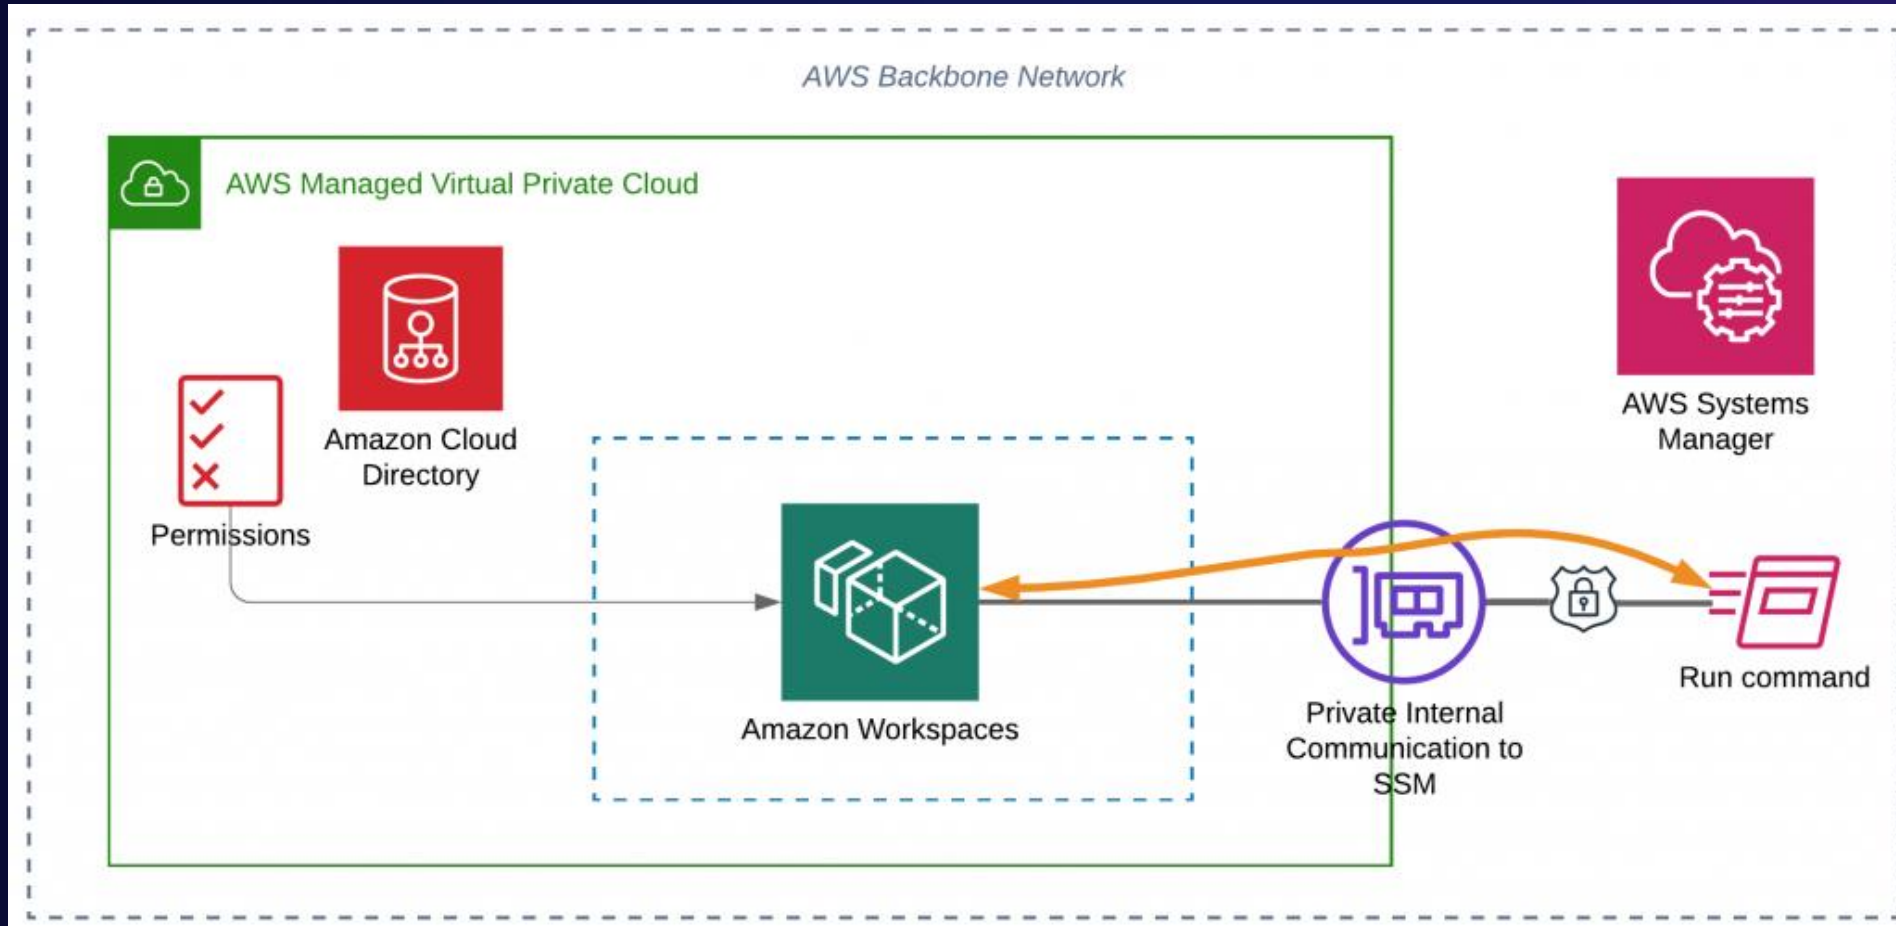 AWS Backbone Network
AWS Managed Virtual Private Cloud
Amazon Cloud
Directory
Permissions
Amazon Workspaces
Private Internal
Communication to
SSM
AWS Systems
Manager
Run command